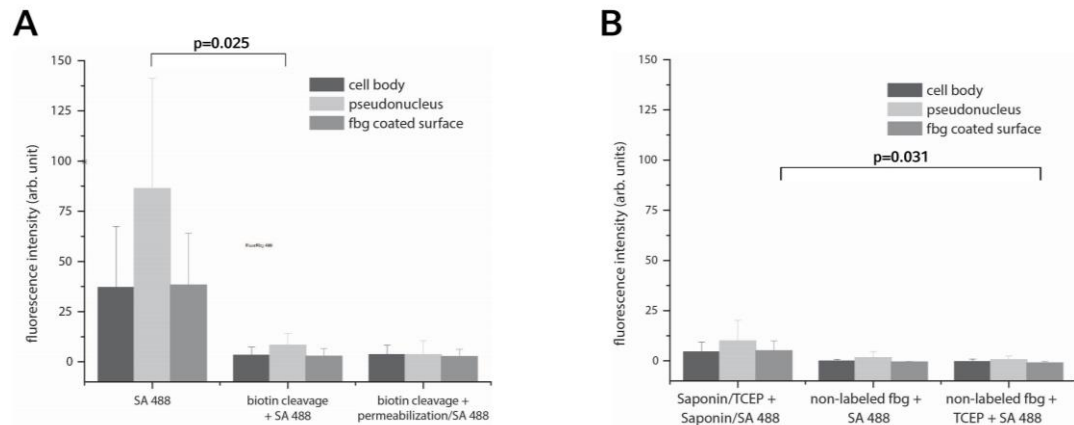 A
p=0.025
150
125
100
75
50
25
0
fluorescence intensity (arb. unit)
cell body
pseudonucleus
fbg coated surface
SA 488
biotin cleavage
+ SA 488
biotin cleavage +
permeabilization/SA 488
B
150
125
100
75
50
25
0
fluorescence intensity (arb. units)
cell body
pseudonucleus
fbg coated surface
p=0.031
Saponin/TCEP +
Saponin/SA 488
non-labeled fbg +
SA 488
non-labeled fbg +
TCEP + SA 488